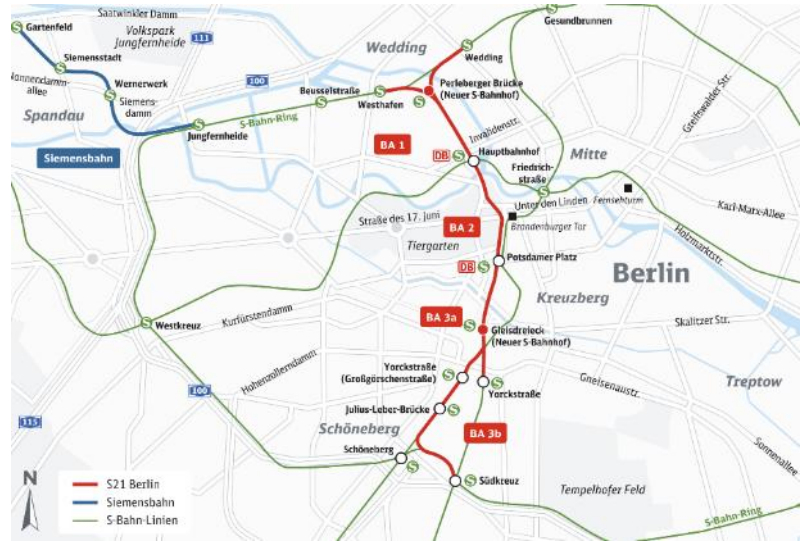 Gartenfeld
Saatwinkler Damm
Volkspark
Jungfernheide
111
Wedding
Gesundbrunnen
Siemensstadt
Nonnendamm-
allee
Wernerwerk
Siemens-
damm
Spandau
100
Wedding
Beusselstraße
Westhafen
Perleberger Brücke
(Neuer S-Bahnhof)
Greifswalder Str.
S-Bahn-Ring
Jungfernheide
Siemensbahn
BA 1
Invalidenstr.
DB
Hauptbahnhof
Mitte
Friedrich-
straße
Unter den Linden
Fernsehturm
Karl-Marx-Allee
Straße des 17. Juni
BA 2
Brandenburger Tor
Holzmarktstr.
Tiergarten
DB
Potsdamer Platz
Berlin
Kreuzberg
Westkreuz
Kurfürstendamm
BA 3a
Gleisdreieck
(Neuer S-Bahnhof)
Skalitzer Str.
Hohenzollerndamm
Yorckstraße
(Großgörschenstraße)
Yorckstraße
Gneisenaustr.
Treptow
100
115
Julius-Leber-Brücke
Schöneberg
BA 3b
Schöneberg
Sonnenallee
N
S21 Berlin
Siemensbahn
S-Bahn-Linien
Südkreuz
Tempelhofer Feld
S-Bahn-Ring